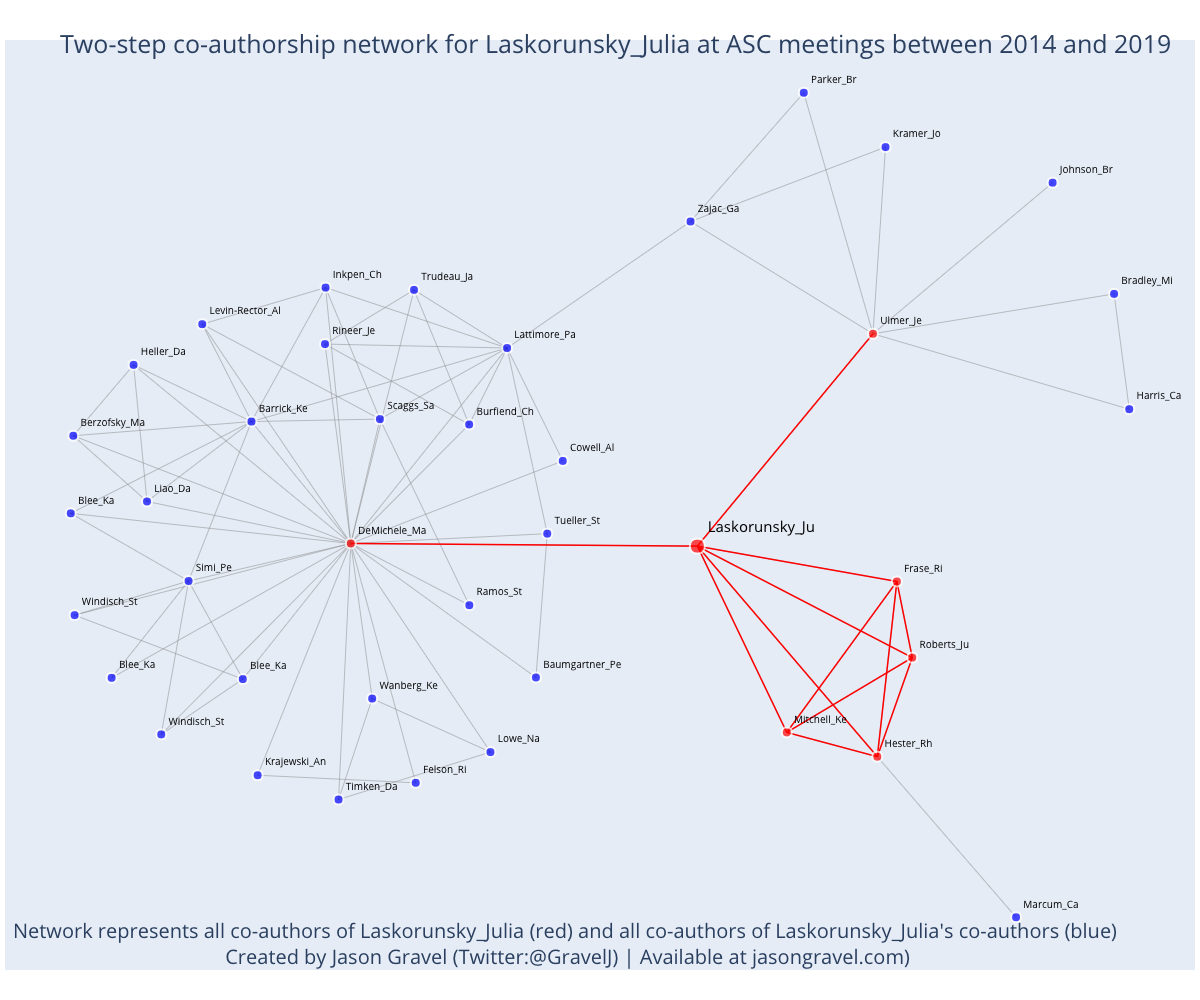 Two-step co-authorship network for Laskorunsky_Julia at ASC meetings between 2014 and 2019
Parker_Br
Kramer_Jo
Johnson_Br
Zajac_Ga
Inkpen_Ch
Trudeau_Ja
Bradley_Mi
Levin-Rector_Al
Ulmer_Je
Rineer_Je
Lattimore_Pa
Heller_Da
Harris_Ca
Barrick_Ke
Scaggs_Sa
Burfiend_Ch
Berzofsky_Ma
Cowell_Al
Liao_Da
Blee_Ka
Tueller_St
Laskorunsky_Ju
DeMichele_Ma
Simi_Pe
Frase_Ri
Ramos_St
Windisch_St
Roberts_Ju
Blee_Ka
Blee_Ka
Baumgartner_Pe
Wanberg_Ke
Mitchell_Ke
Windisch_St
Lowe_Na
Hester_Rh
Krajewski_An
Felson_Ri
Timken_Da
Marcum_Ca
Network represents all co-authors of Laskorunsky_Julia (red) and all co-authors of Laskorunsky_Julia's co-authors (blue)
Created by Jason Gravel (Twitter:@GravelJ) | Available at jasongravel.com)